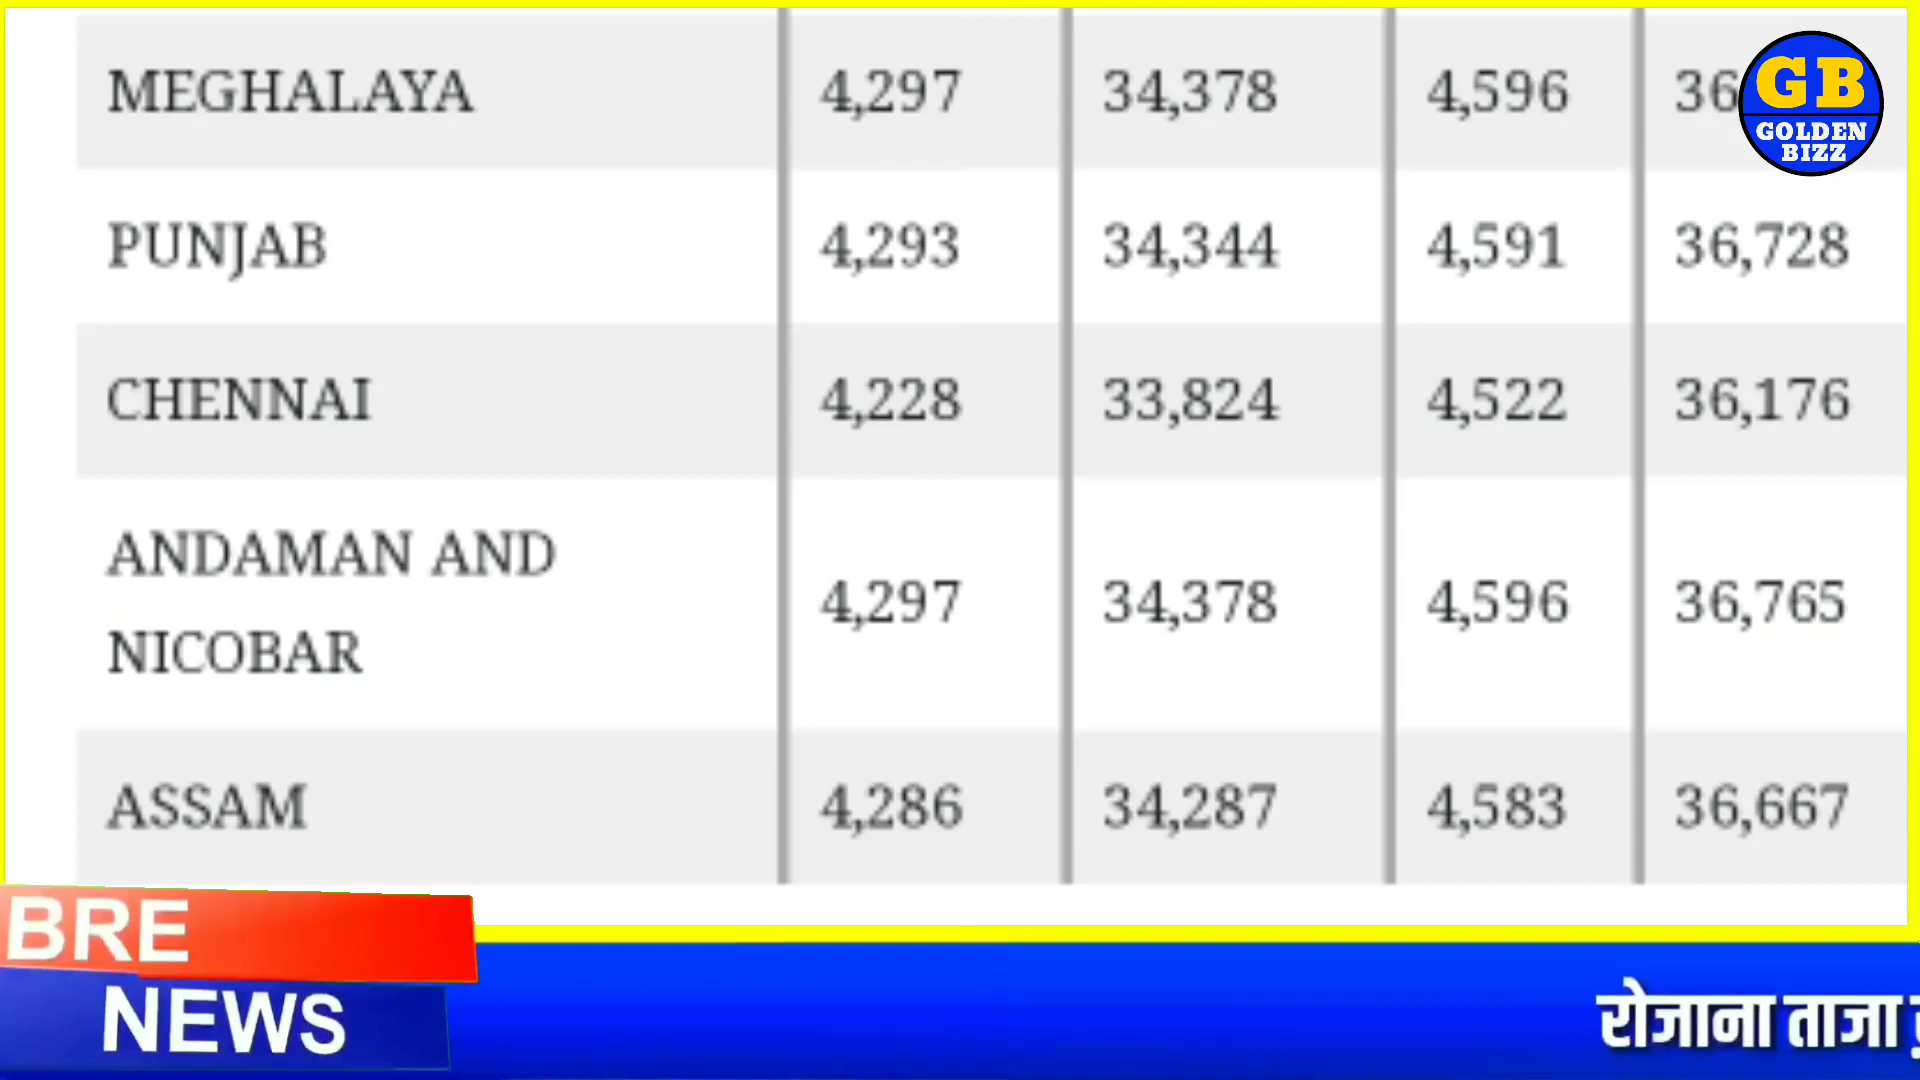 MEGHALAYA 4,297 34,378 4,596 36
GB
GOLDEN
BIZZ
PUNJAB 4,293 34,344 4,591 36,728
CHENNAI 4,228 33,824 4,522 36,176
ANDAMAN AND
NICOBAR 4,297 34,378 4,596 36,765
ASSAM 4,286 34,287 4,583 36,667
BRE
NEWS
रोजाना ताजा